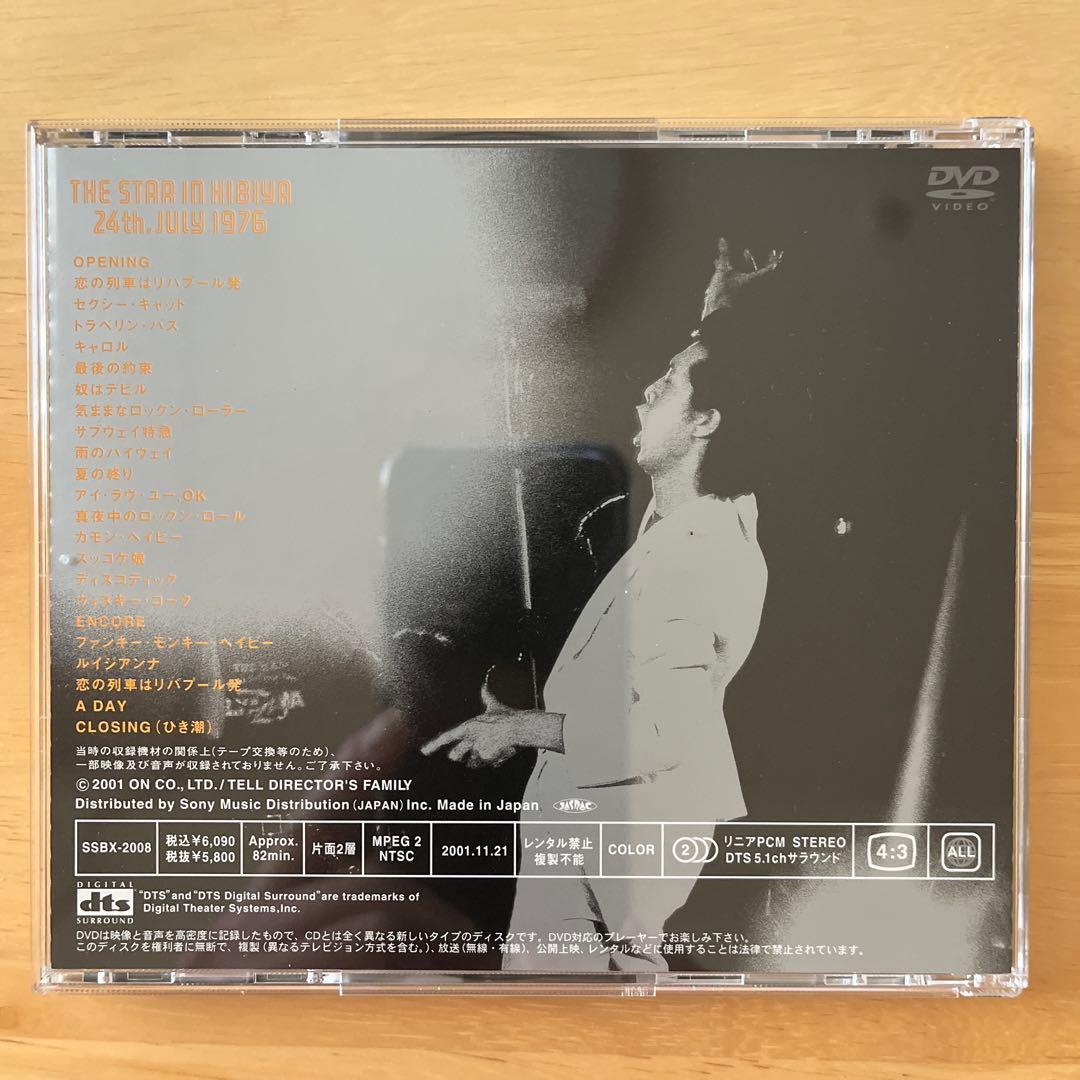 THE STAR IN HIBIYA
24th. JULY 1976
DVD
VIDEO
OPENING
恋の列車はリバプール発
セクシー・キャット
トラベリン・バス
キャロル
最後の約束
奴はデビル
気ままなロックン・ローラー
サブウェイ特急
雨のハイウェイ
夏の終り
アイ・ラヴ・ユー,OK
真夜中のロックン・ロール
カモン・ベイビー
スッコケ娘
ディスコティック
ウィスキー・コーク
ENCORE
ファンキー・モンキー・ベイビー
ルイジアンナ
恋の列車はリバプール発
A DAY
CLOSING(ひき潮)
当時の収録機材の関係上(テープ交換等のため)、
一部映像及び音声が収録されておりません。ご了承下さい。
©2001 ON CO., LTD. / TELL DIRECTOR'S FAMILY
Distributed by Sony Music Distribution (JAPAN) Inc. Made in Japan JASRAC
SSBX-2008 税込¥6,090 税抜¥5,800 Approx. 82min. 片面2層 MPEG 2 NTSC 2001.11.21 レンタル禁止 複製不能 COLOR 2 リニアPCM STEREO DTS 5.1chサラウンド 4:3 ALL
DIGITAL dts SURROUND
"DTS" and "DTS Digital Surround" are trademarks of
Digital Theater Systems, Inc.
DVDは映像と音声を高密度に記録したもので、CDとは全く異なる新しいタイプのディスクです。DVD対応のプレーヤーでお楽しみ下さい。
このディスクを権利者に無断で、複製(異なるテレビジョン方式を含む。)、放送(無線・有線)、公開上映、レンタルなどに使用することは法律で禁止されています。